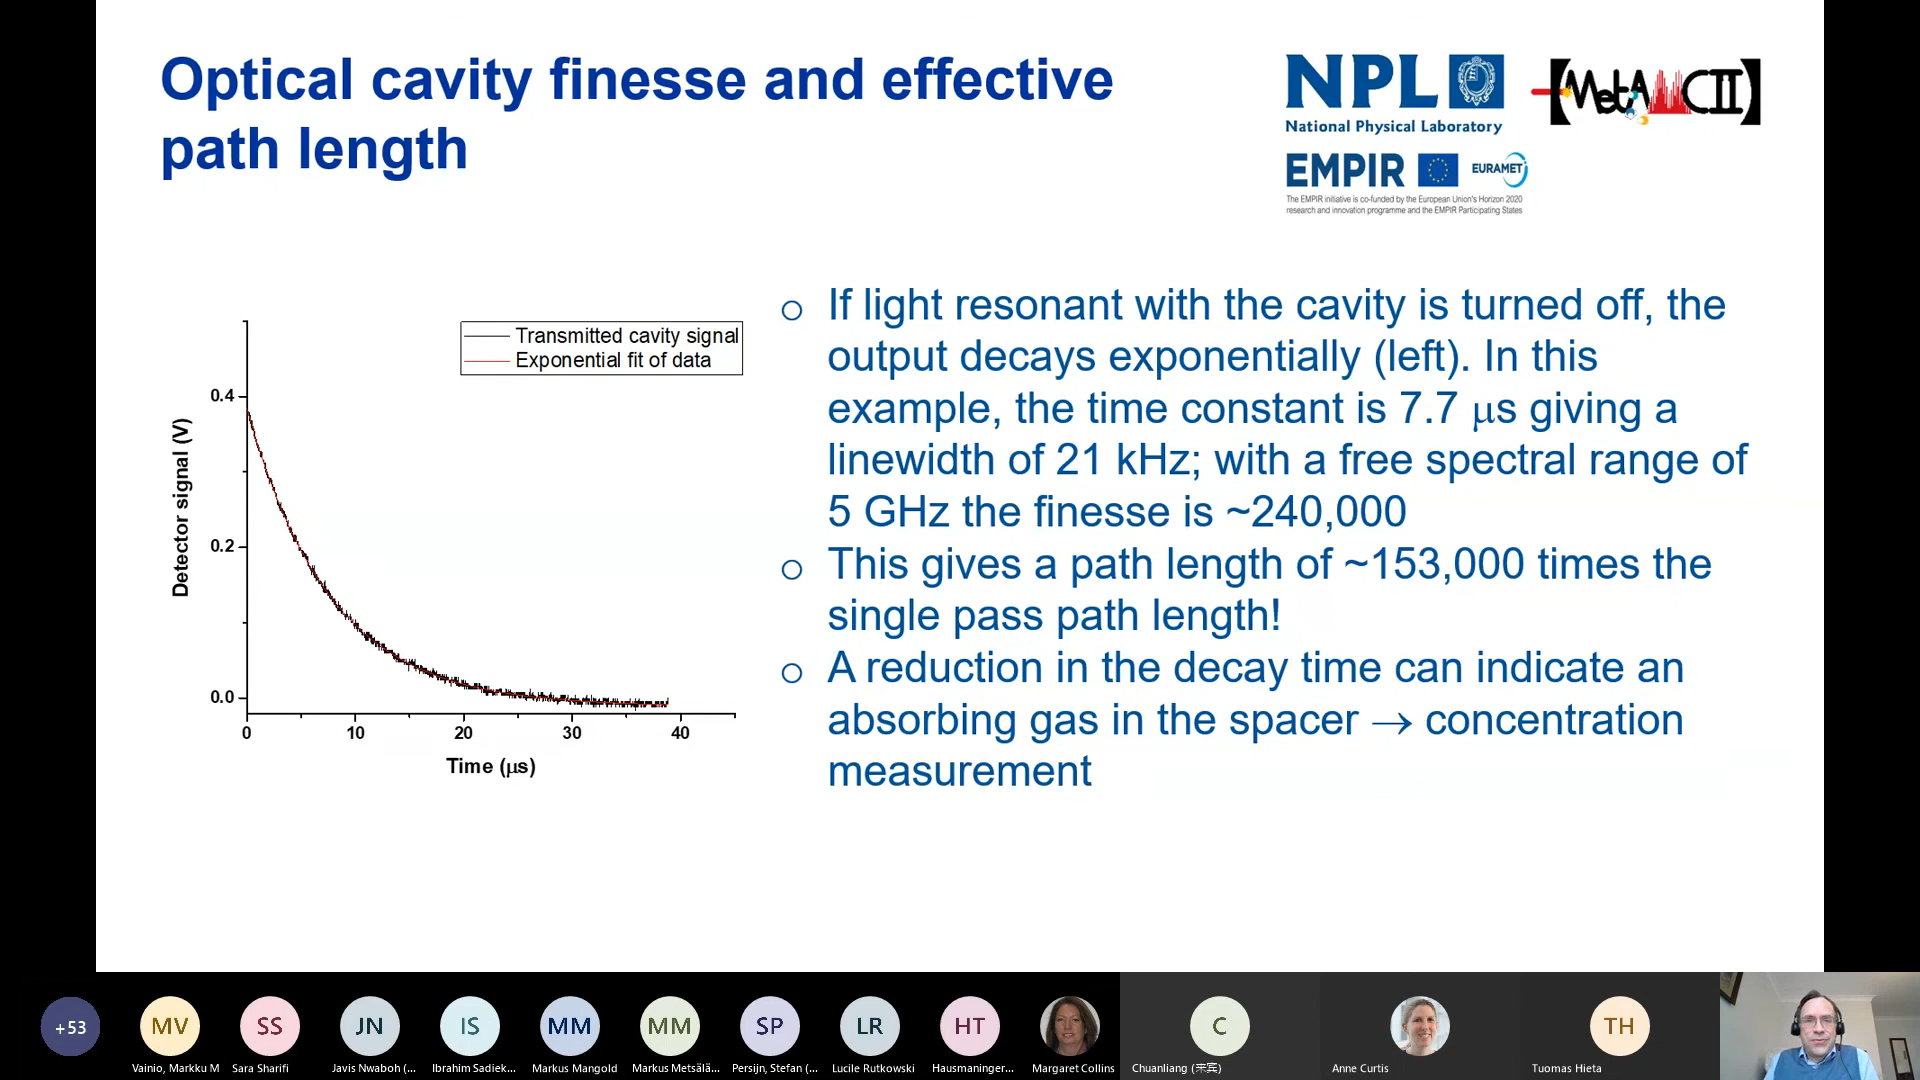 Optical cavity finesse and effective
path length
NPL
National Physical Laboratory
[MetAMCII]
EMPIR
EURAMET
The EMPIR initiative is co-funded by the European Union's Horizon 2020
research and innovation programme and the EMPIR Participating States
Transmitted cavity signal
Exponential fit of data
Detector signal (V)
0.4
0.2
0.0
0 10 20 30 40
Time (μs)
o If light resonant with the cavity is turned off, the
output decays exponentially (left). In this
example, the time constant is 7.7 μs giving a
linewidth of 21 kHz; with a free spectral range of
5 GHz the finesse is ~240,000
o This gives a path length of ~153,000 times the
single pass path length!
o A reduction in the decay time can indicate an
absorbing gas in the spacer → concentration
measurement
+53 MV SS JN IS MM MM SP LR HT C TH
Vainio, Markku M Sara Sharifi Javis Nwaboh (... Ibrahim Sadiek... Markus Mangold Markus Metsälä... Persijn, Stefan (... Lucile Rutkowski Hausmaninger... Margaret Collins Chuanliang (宋宾) Anne Curtis Tuomas Hieta